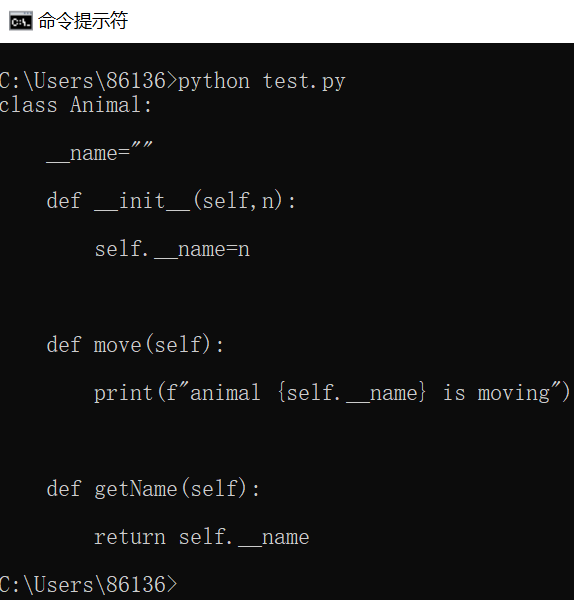 命令提示符
C:\Users\86136>python test.py
class Animal:
    __name=""
    def __init__(self,n):
        self.__name=n
    def move(self):
        print(f"animal {self.__name} is moving")
    def getName(self):
        return self.__name
C:\Users\86136>